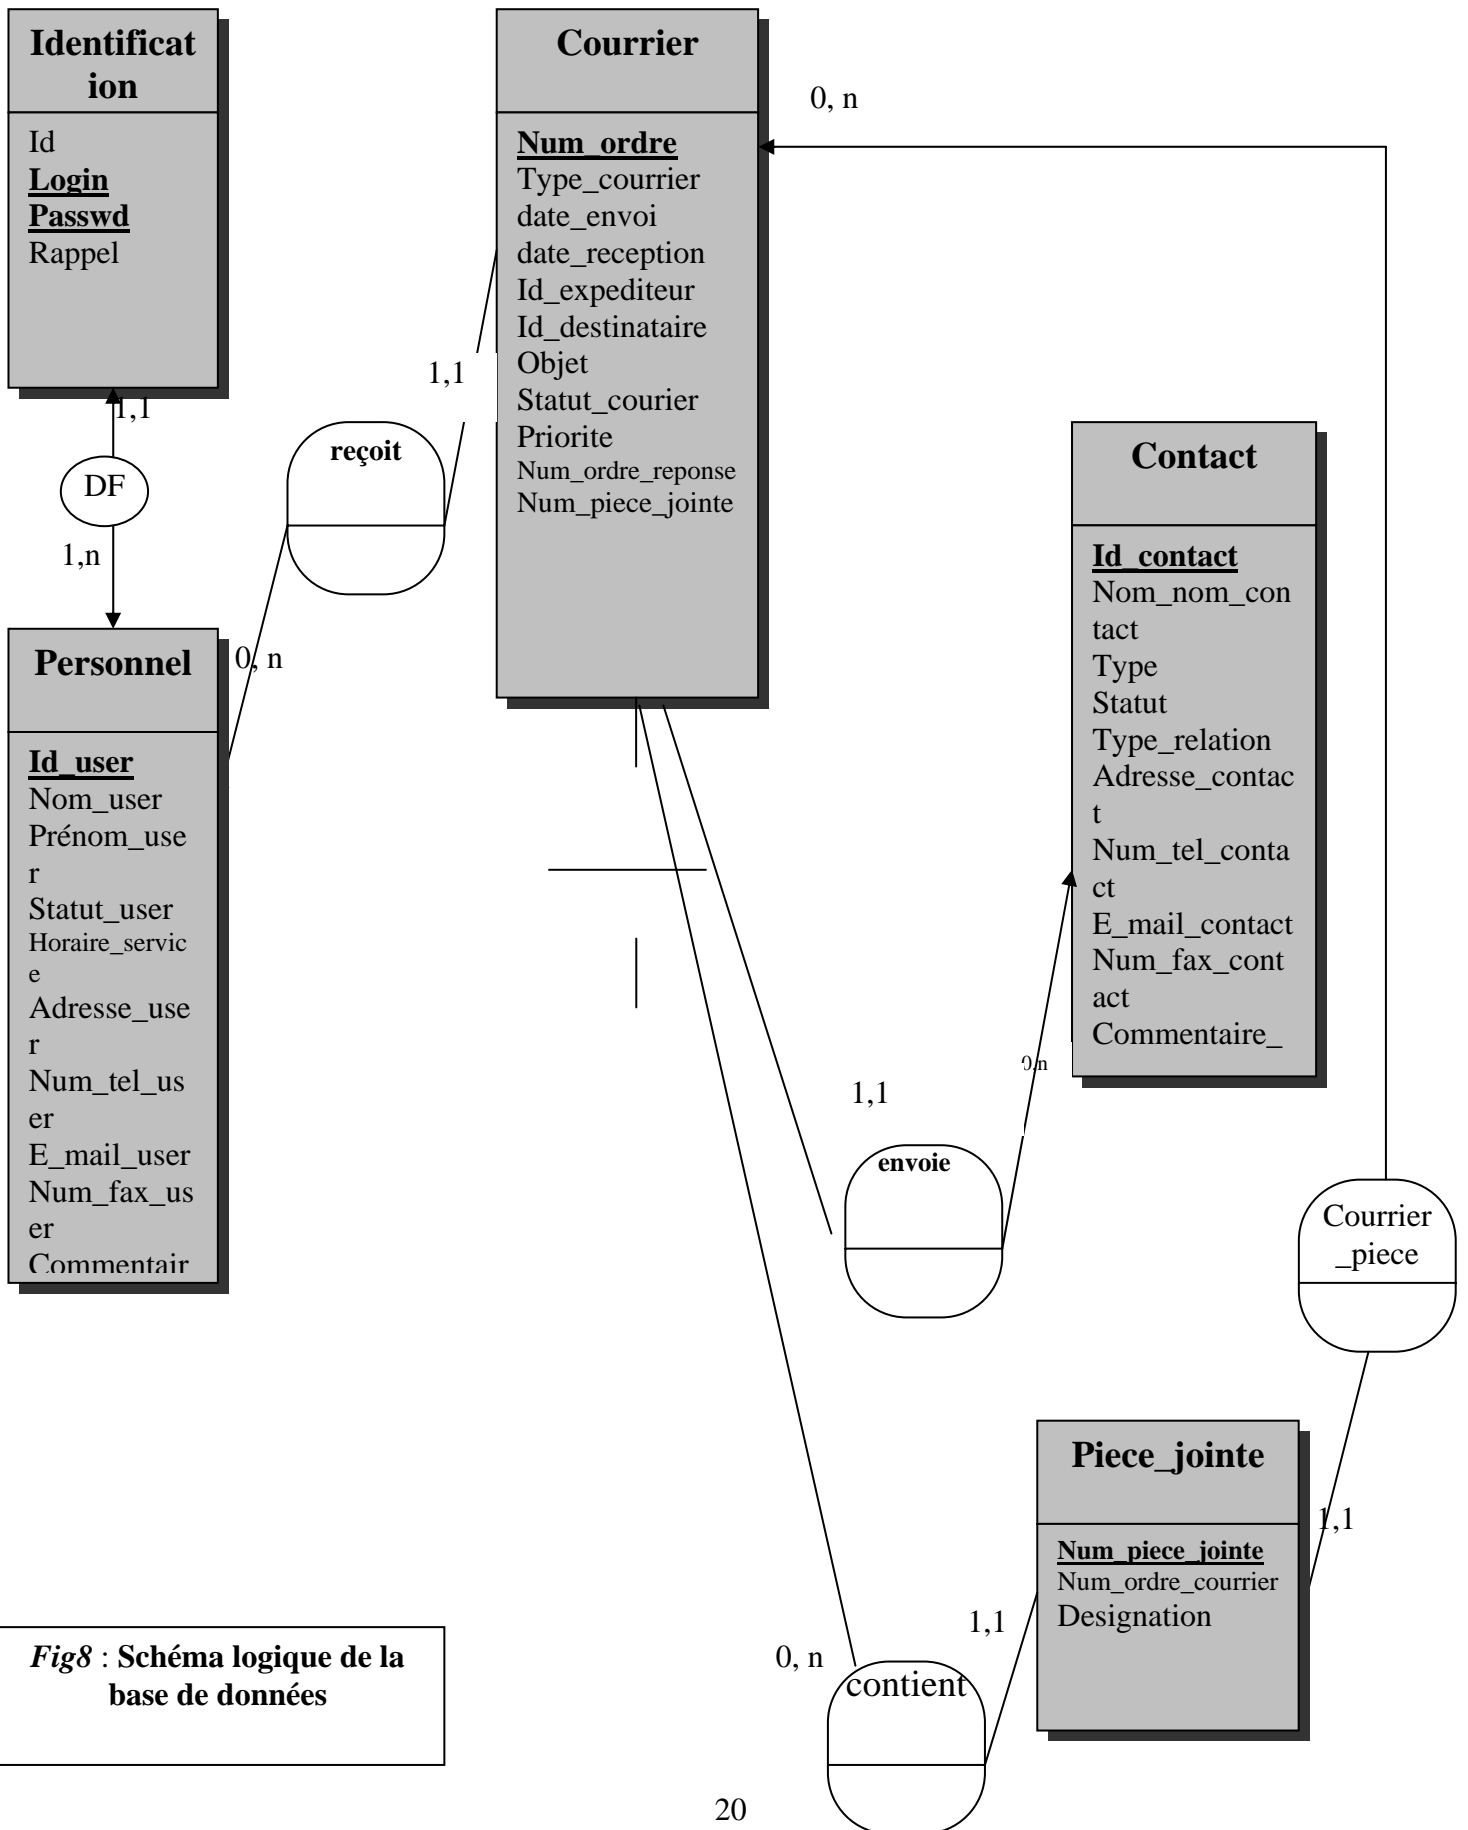 Identificat
ion
Id
Login
Passwd
Rappel
1,1
DF
1,n
Personnel
Id_user
Nom_user
Prénom_use
r
Statut_user
Horaire_servic
e
Adresse_use
r
Num_tel_us
er
E_mail_user
Num_fax_us
er
Commentair
reçoit
0, n
1,1
Courrier
Num_ordre
Type_courrier
date_envoi
date_reception
Id_expediteur
Id_destinataire
Objet
Statut_courier
Priorite
Num_ordre_reponse
Num_piece_jointe
0, n
Contact
Id_contact
Nom_nom_con
tact
Type
Statut
Type_relation
Adresse_contac
t
Num_tel_conta
ct
E_mail_contact
Num_fax_cont
act
Commentaire_
0,n
1,1
envoie
Courrier
_piece
1,1
Piece_jointe
Num_piece_jointe
Num_ordre_courrier
Designation
1,1
0, n
contient
Fig8 : Schéma logique de la
base de données
20